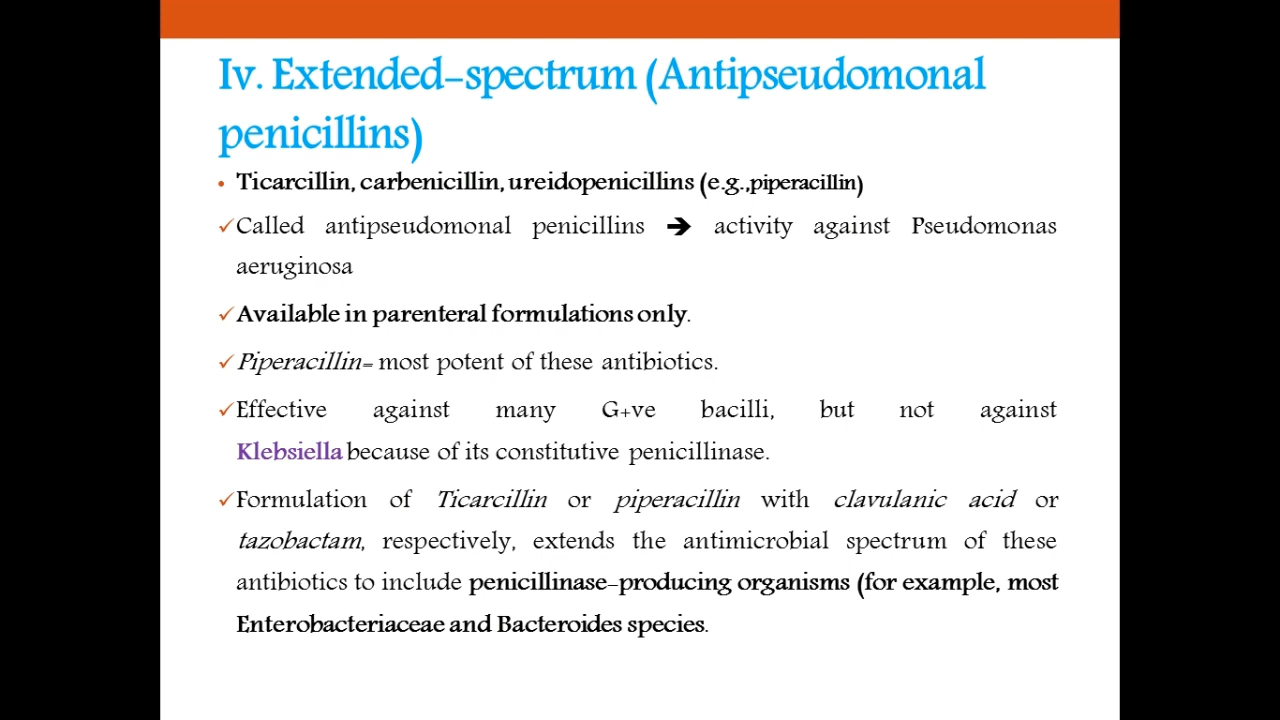 Iv. Extended-spectrum (Antipseudomonal
penicillins)
• Ticarcillin, carbenicillin, ureidopenicillins (e.g.,piperacillin)
✓Called antipseudomonal penicillins ➔ activity against Pseudomonas
aeruginosa
✓Available in parenteral formulations only.
✓Piperacillin= most potent of these antibiotics.
✓Effective against many G+ve bacilli, but not against
Klebsiella because of its constitutive penicillinase.
✓Formulation of Ticarcillin or piperacillin with clavulanic acid or
tazobactam, respectively, extends the antimicrobial spectrum of these
antibiotics to include penicillinase-producing organisms (for example, most
Enterobacteriaceae and Bacteroides species.